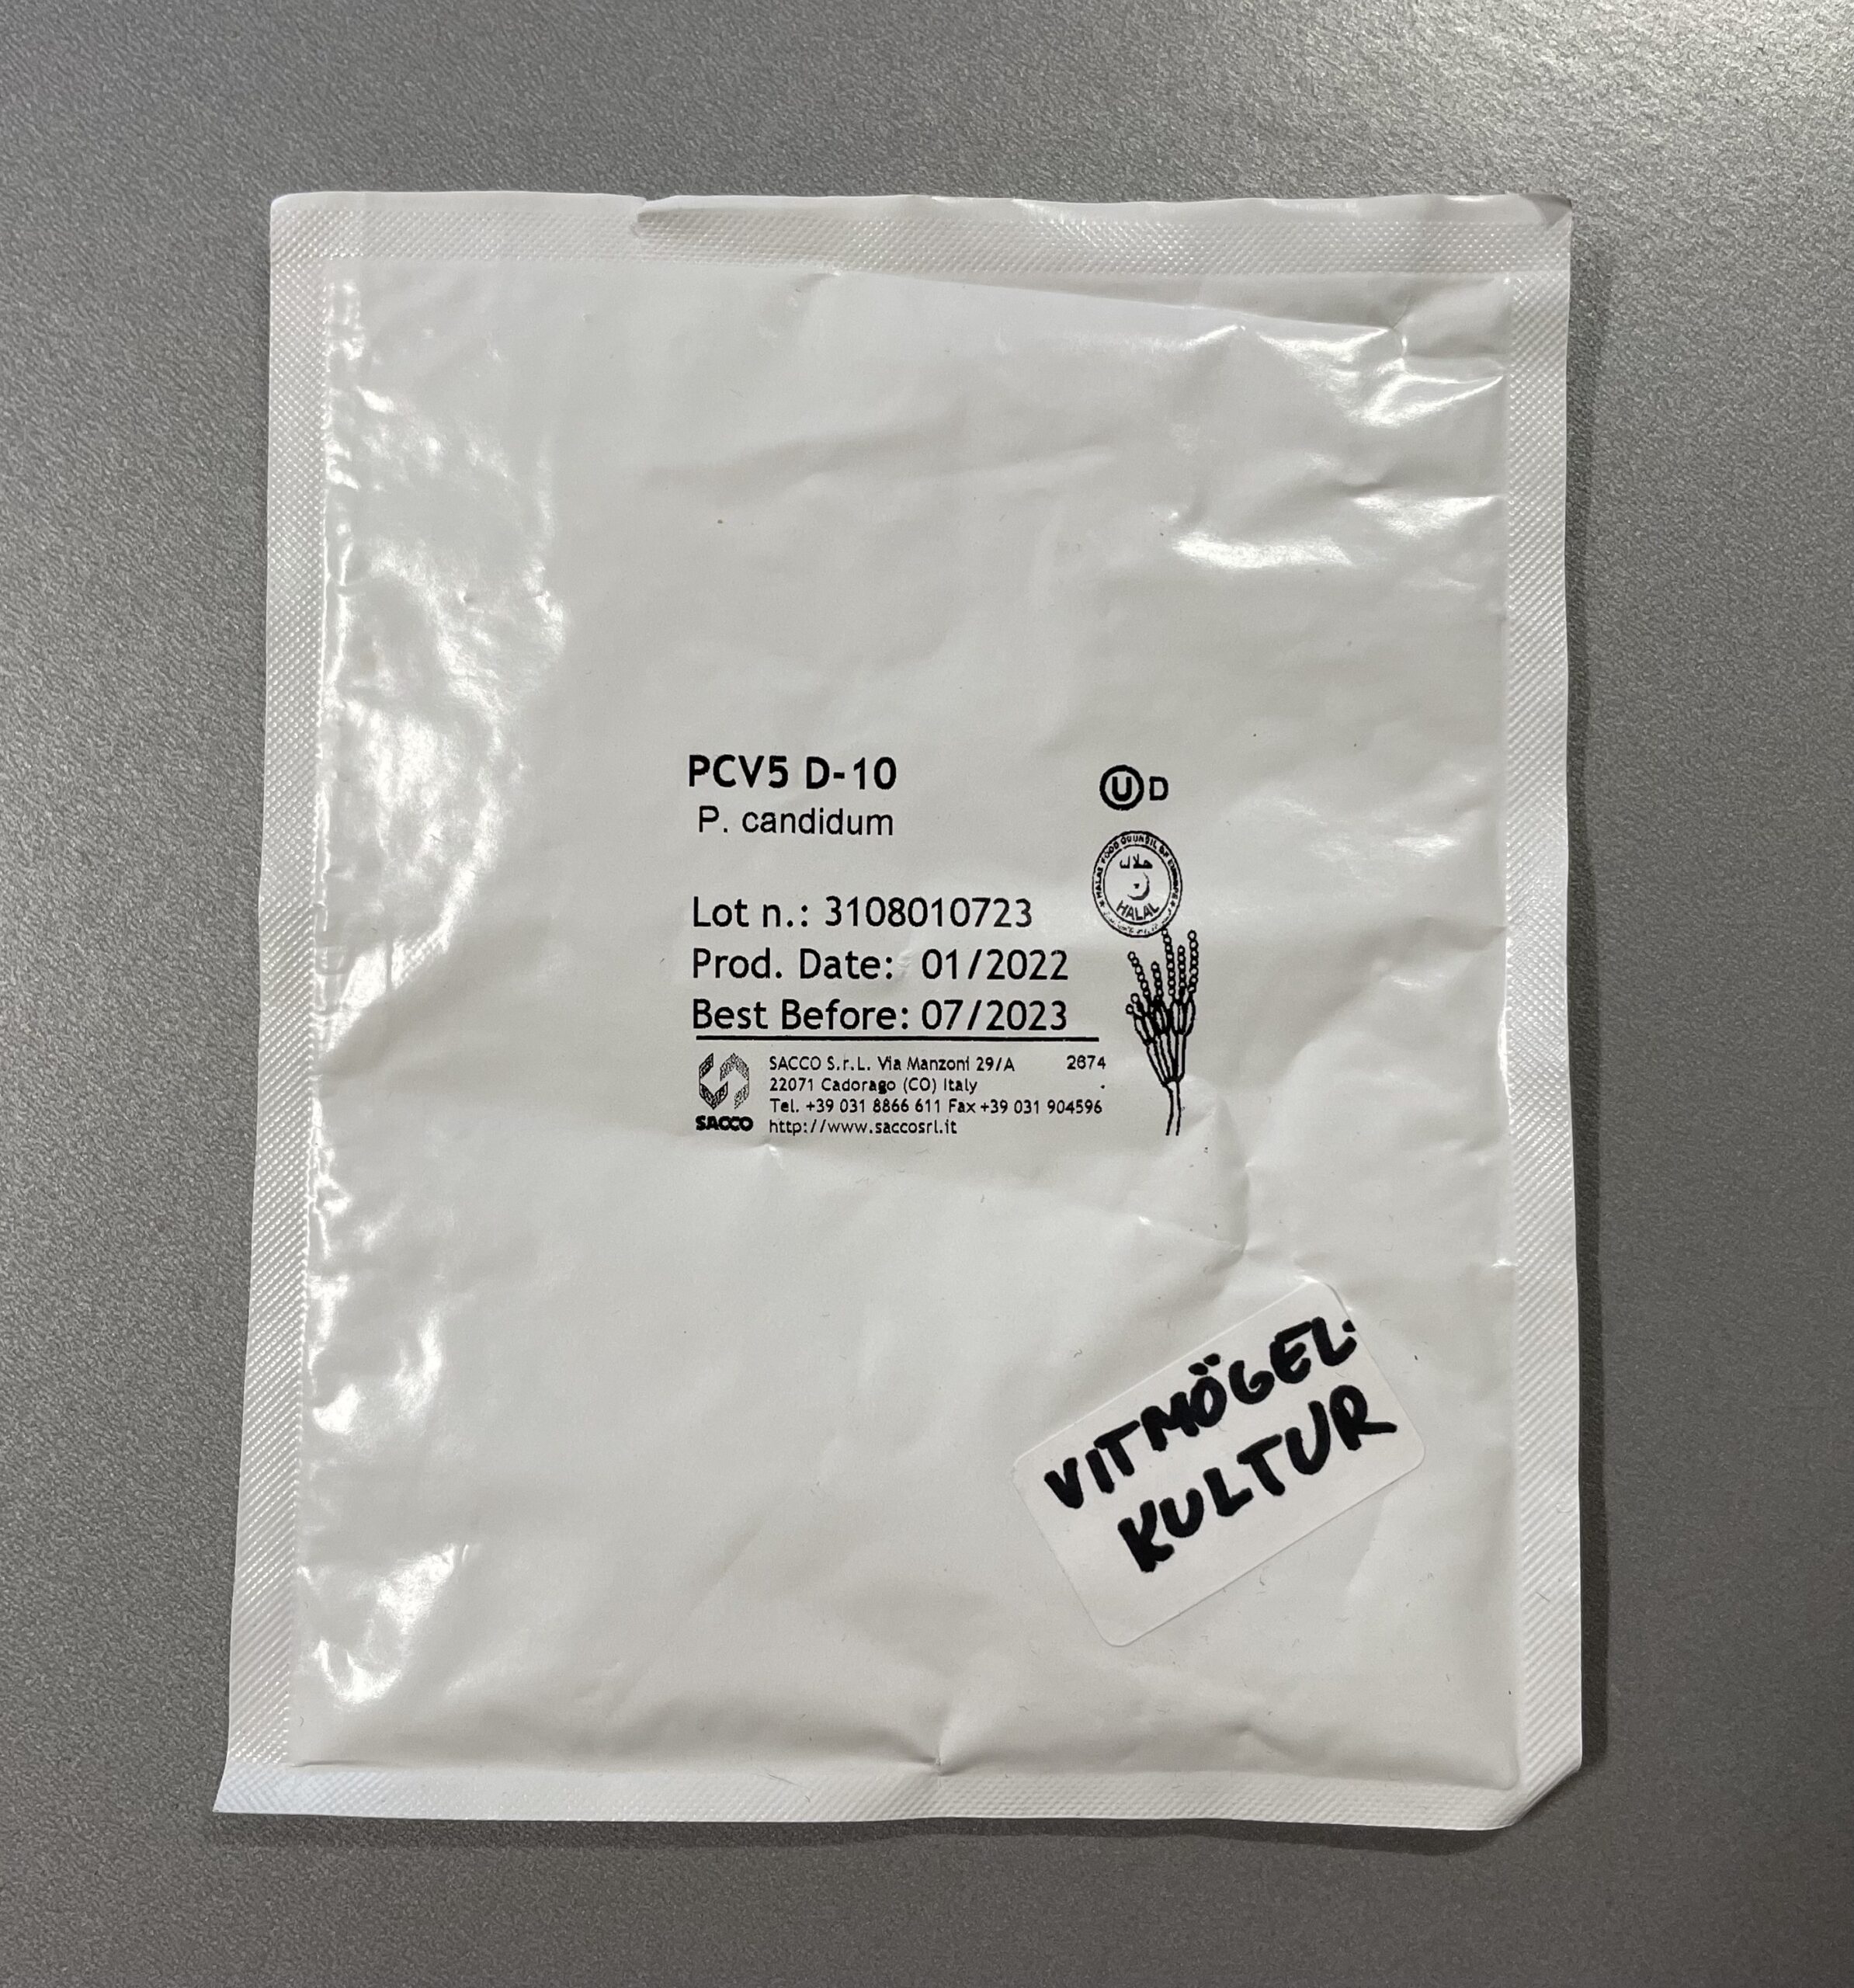 PCV5 D-10
P. candidum
U D
حلال
HALAL
Lot n.: 3108010723
Prod. Date: 01/2022
Best Before: 07/2023
SACCO S.r.L. Via Manzoni 29/A 2674
22071 Cadorago (CO) Italy
Tel. +39 031 8866 611 Fax +39 031 904596
http://www.saccosrl.it
SACCO
VITMÖGEL-
KULTUR